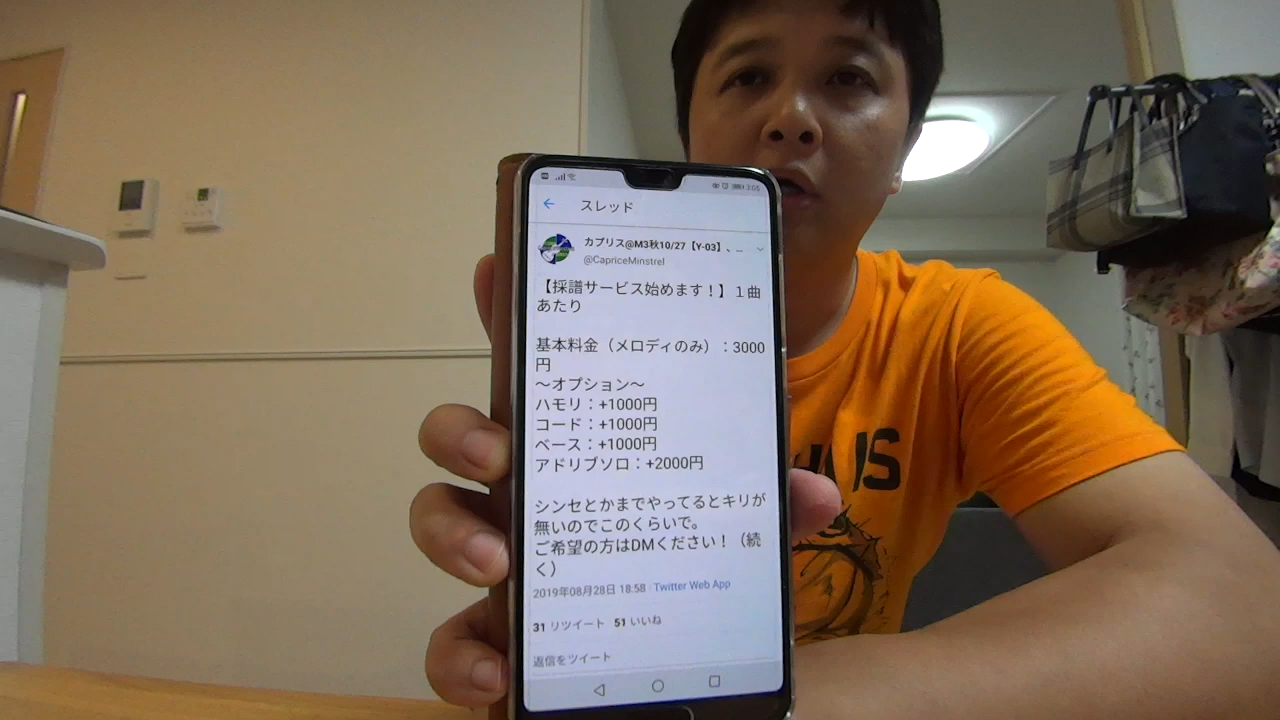 3:05
スレッド
カプリス@M3秋10/27【Y-03】、...
@CapriceMinstrel
【採譜サービス始めます！】１曲
あたり
基本料金（メロディのみ）：3000
円
～オプション～
ハモリ：+1000円
コード：+1000円
ベース：+1000円
アドリブソロ：+2000円
シンセとかまでやってるとキリが
無いのでこのくらいで。
ご希望の方はDMください！（続
く）
2019年08月28日 18:58 · Twitter Web App
31 リツイート 51 いいね
返信をツイート